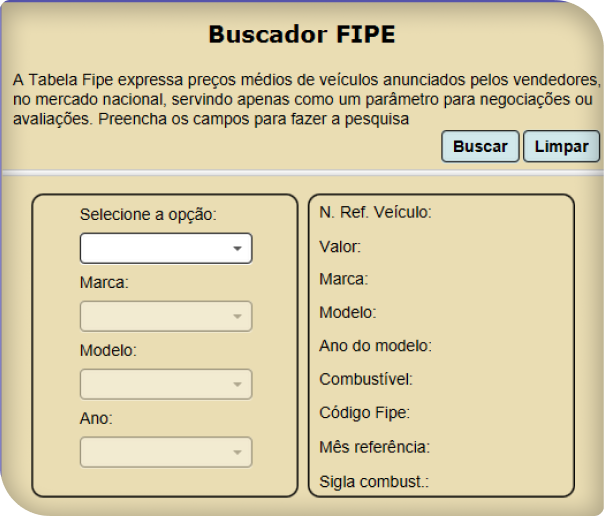 Buscador FIPE
A Tabela Fipe expressa preços médios de veículos anunciados pelos vendedores,
no mercado nacional, servindo apenas como um parâmetro para negociações ou
avaliações. Preencha os campos para fazer a pesquisa
Buscar Limpar
Selecione a opção:
Marca:
Modelo:
Ano:
N. Ref. Veículo:
Valor:
Marca:
Modelo:
Ano do modelo:
Combustível:
Código Fipe:
Mês referência:
Sigla combust.: